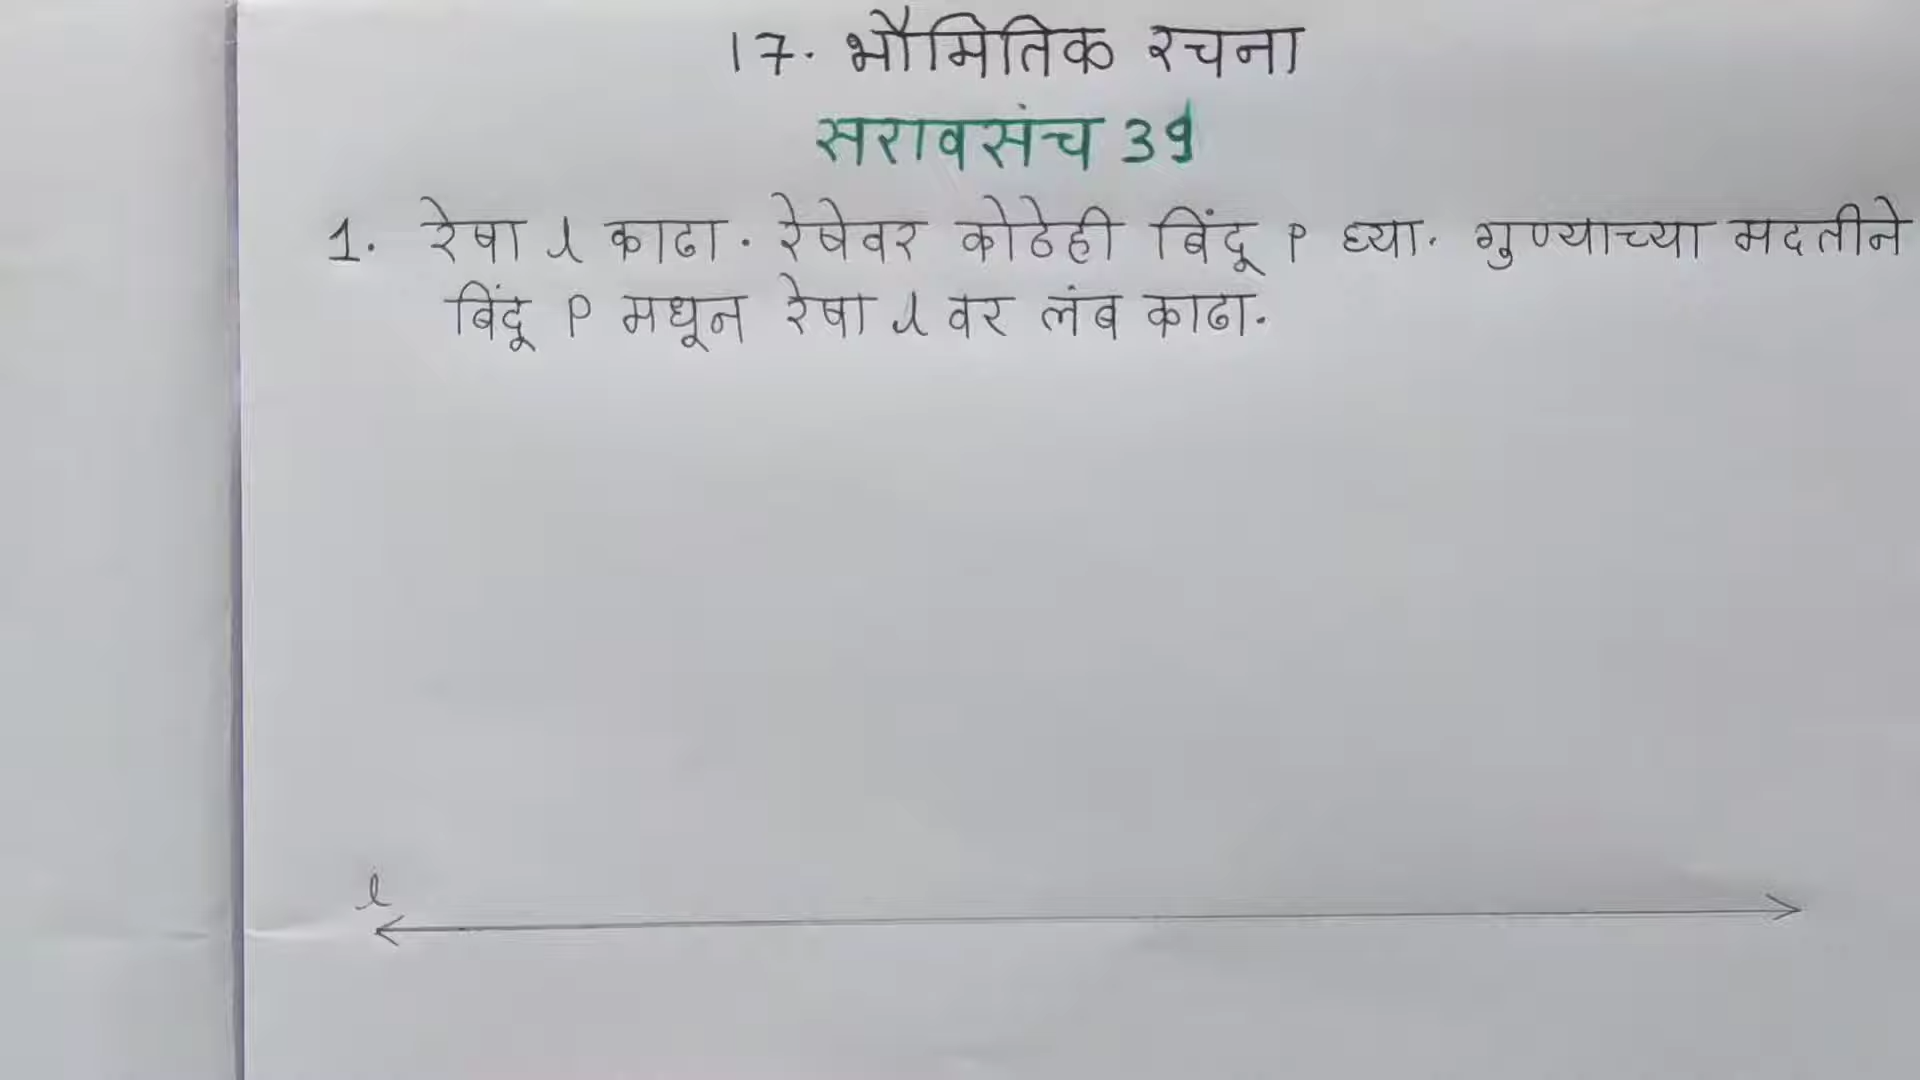 17. भौमितिक रचना
सरावसंच 39
1. रेषा l काढा. रेषेवर कोठेही बिंदू P घ्या. गुण्याच्या मदतीने
बिंदू P मधून रेषा l वर लंब काढा.
l